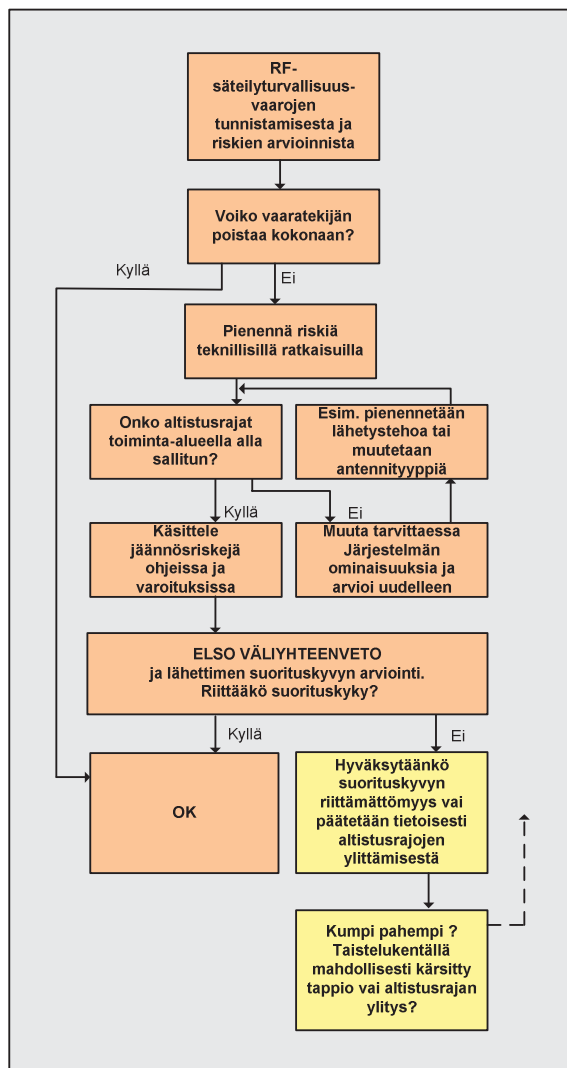 RF-
säteilyturvallisuus-
vaarojen
tunnistamisesta ja
riskien arvioinnista
Voiko vaaratekijän
poistaa kokonaan?
Kyllä
Ei
Pienennä riskiä
teknillisillä ratkaisuilla
Onko altistusrajat
toiminta-alueella alla
sallitun?
Esim. pienennetään
lähetystehoa tai
muutetaan
antennityyppiä
Kyllä
Ei
Käsittele
jäännösriskejä
ohjeissa ja
varoituksissa
Muuta tarvittaessa
Järjestelmän
ominaisuuksia ja
arvioi uudelleen
ELSO VÄLIYHTEENVETO
ja lähettimen suorituskyvyn arviointi.
Riittääkö suorituskyky?
Kyllä
Ei
OK
Hyväksytäänkö
suorituskyvyn
riittämättömyys vai
päätetään tietoisesti
altistusrajojen
ylittämisestä
Kumpi pahempi ?
Taistelukentällä
mahdollisesti kärsitty
tappio vai altistusrajan
ylitys?